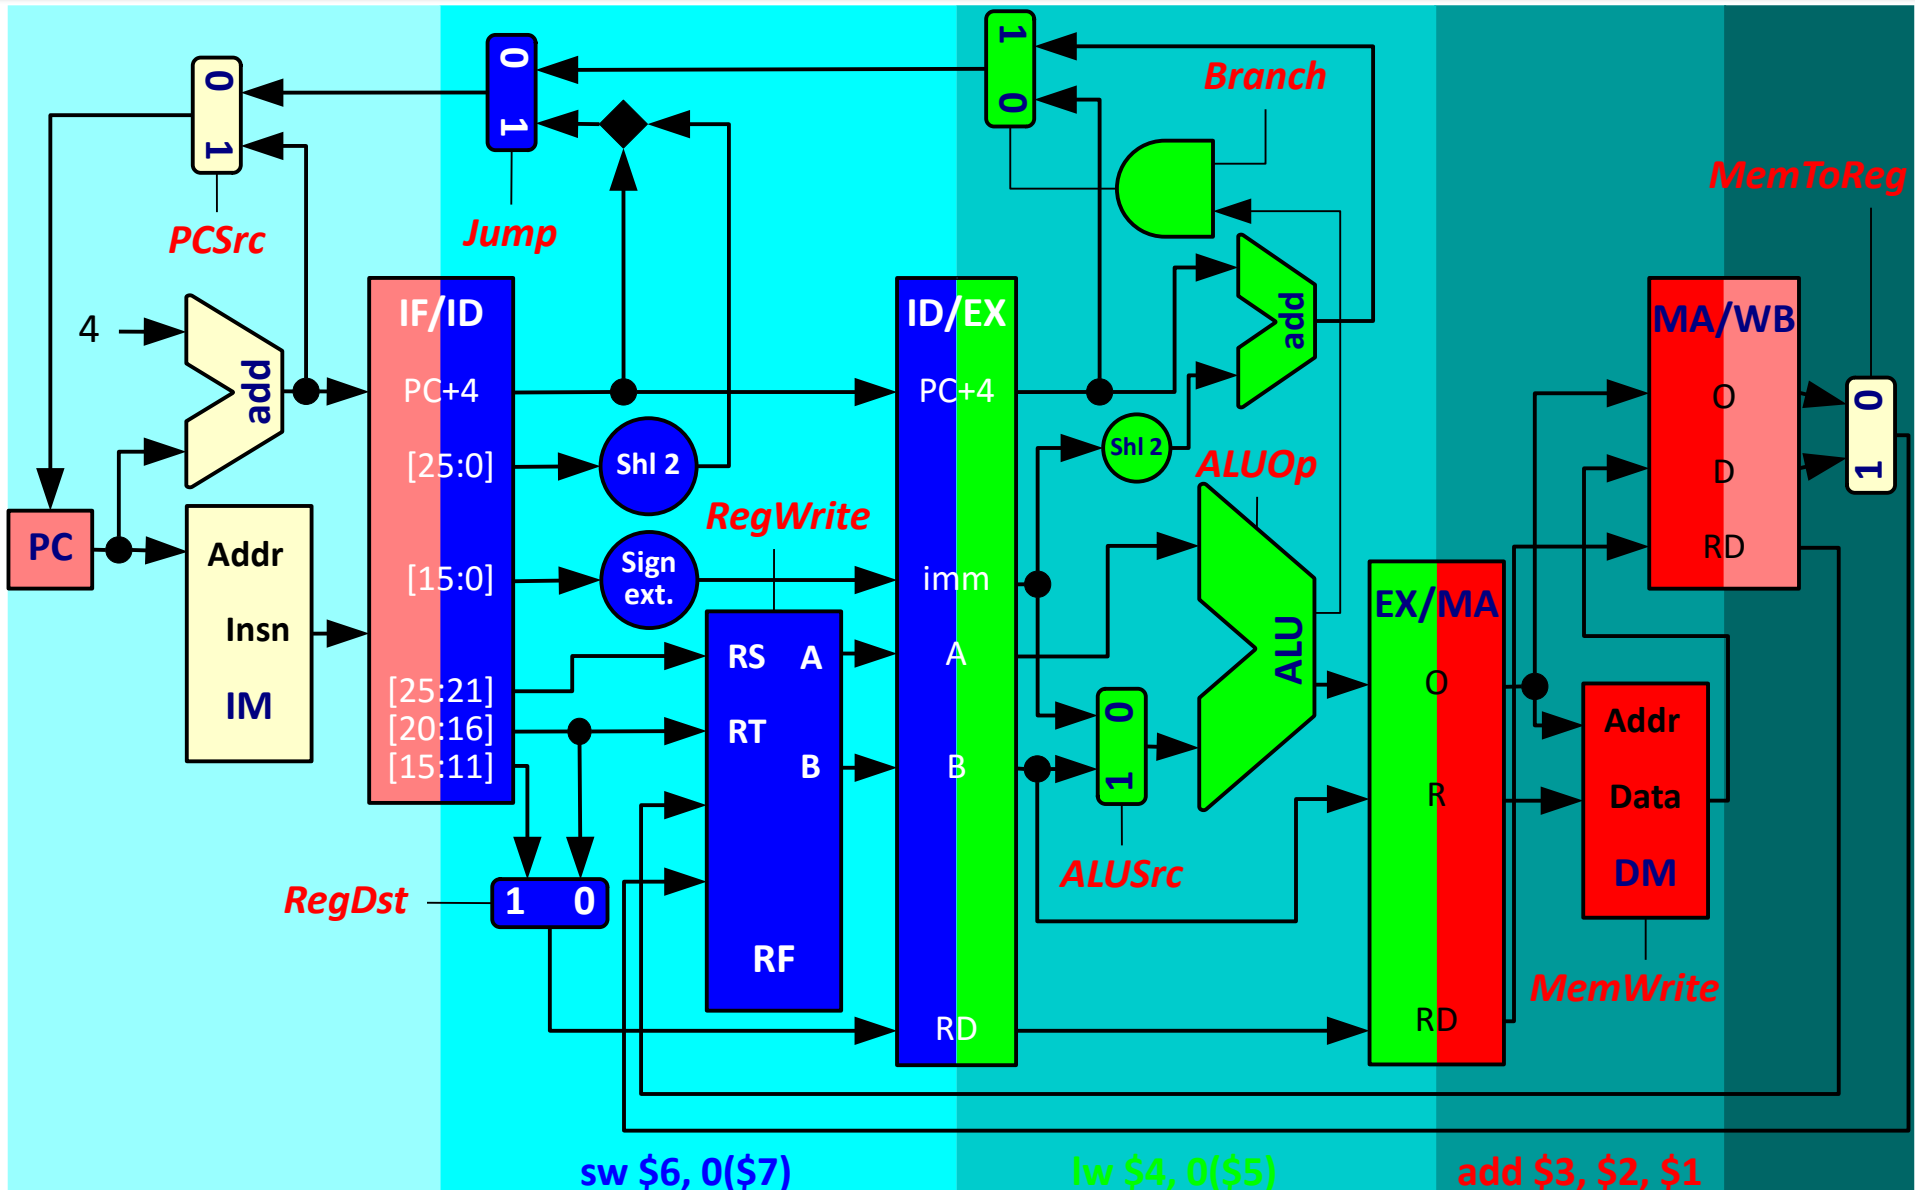 0
1
PCSrc
4
add
PC
Addr
Insn
IM
0
1
Jump
IF/ID
PC+4
[25:0]
[15:0]
[25:21]
[20:16]
[15:11]
Shl 2
Sign
ext.
RegWrite
RS A
RT
B
RF
RegDst
1 0
ID/EX
PC+4
imm
A
B
RD
1
0
Branch
add
Shl 2
ALUOp
ALU
0
1
ALUSrc
EX/MA
O
R
RD
Addr
Data
DM
MemWrite
MA/WB
O
D
RD
MemToReg
0
1
sw $6, 0($7)
lw $4, 0($5)
add $3, $2, $1